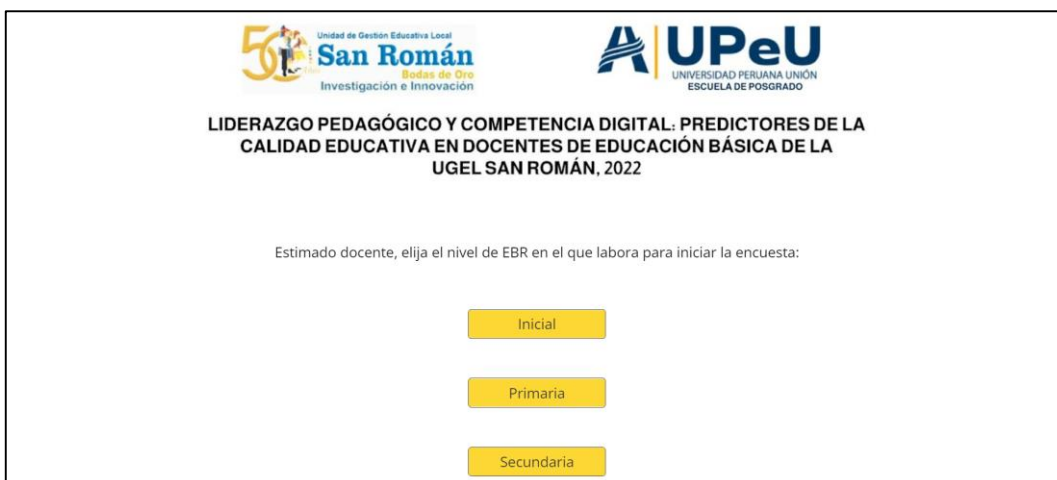 50
Unidad de Gestión Educativa Local
San Román
Bodas de Oro
Investigación e Innovación
UPeU
UNIVERSIDAD PERUANA UNIÓN
ESCUELA DE POSGRADO
LIDERAZGO PEDAGÓGICO Y COMPETENCIA DIGITAL: PREDICTORES DE LA
CALIDAD EDUCATIVA EN DOCENTES DE EDUCACIÓN BÁSICA DE LA
UGEL SAN ROMÁN, 2022
Estimado docente, elija el nivel de EBR en el que labora para iniciar la encuesta:
Inicial
Primaria
Secundaria